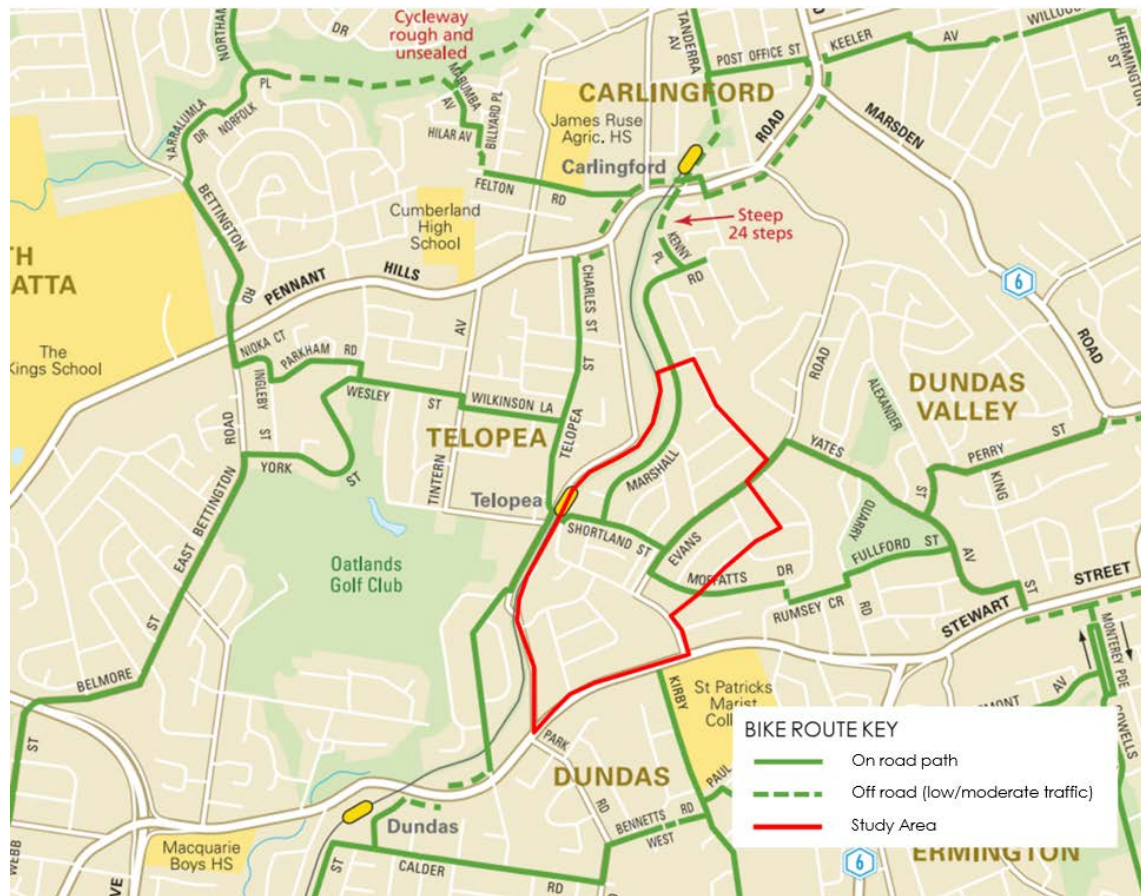 NORTHAM
DR
Cycleway
rough and
unsealed
TANDERRA
AV
POST OFFICE ST
KEELER
AV
WILLOUG
HERMINGTON
ST
PL
NORFOLK
YARRALUMLA
DR
MARUMBA
AV
HILAR AV
BILLYARD PL
CARLINGFORD
James Ruse
Agric. HS
Carlingford
ROAD
MARSDEN
ROAD
6
BETTINGTON
RD
FELTON
RD
Cumberland
High
School
Steep
24 steps
KENNY
PL
RD
TH
ATTA
PENNANT
HILLS
CHARLES ST
The
Kings School
NIOKA CT
PARKHAM RD
INGLEBY ST
AV
WESLEY
ST
WILKINSON LA
ST
TELOPEA
TELOPEA
ROAD
YORK
ST
TINTERN
Telopea
MARSHALL
ROAD
DUNDAS
VALLEY
ALEXANDER
ST
YATES
AV
PERRY
ST
KING
ST
SHORTLAND ST
EVANS
QUARRY
RD
FULLFORD ST
EAST BETTINGTON
ST
Oatlands
Golf Club
MOFFATTS
DR
RUMSEY CR
STEWART
STREET
BELMORE
ST
KIRBY
St Patricks
Marist
Colle
MONTEREY PDE
AV
MONT
COWELLS
PARK
RD
DUNDAS
PAUL
BENNETTS RD
WEST
Dundas
Macquarie
Boys HS
WEBB
VE
ST
CALDER
RD
RD
6
ERMINGTON
BIKE ROUTE KEY
On road path
Off road (low/moderate traffic)
Study Area